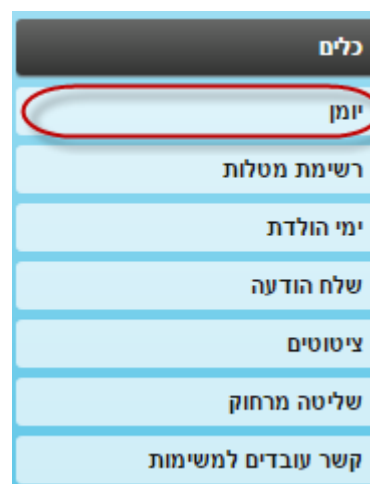 כלים
יומן
רשימת מטלות
ימי הולדת
שלח הודעה
ציטוטים
שליטה מרחוק
קשר עובדים למשימות